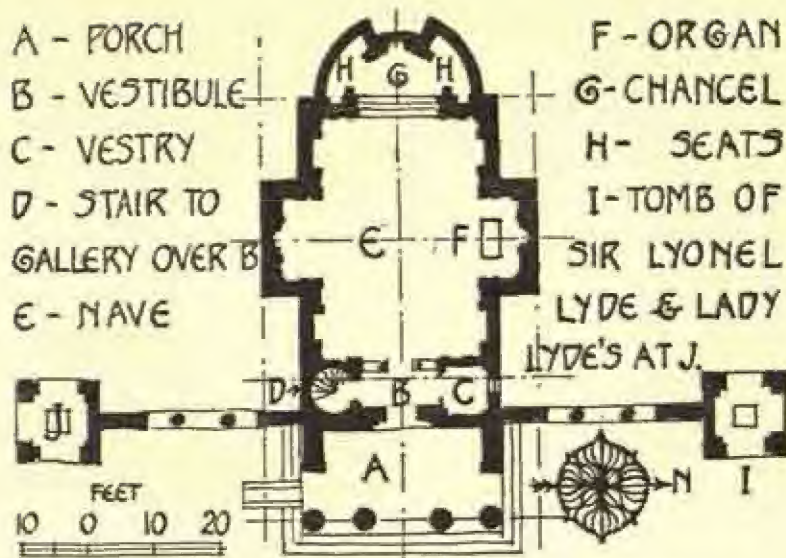 A - PORCH
B - VESTIBULE
C - VESTRY
D - STAIR TO
GALLERY OVER B
E - NAVE
F - ORGAN
G - CHANCEL
H - SEATS
I - TOMB OF
SIR LYONEL
LYDE & LADY
LYDE'S AT J.
H G H
E F
D B C
J
A
N I
FEET
10 0 10 20